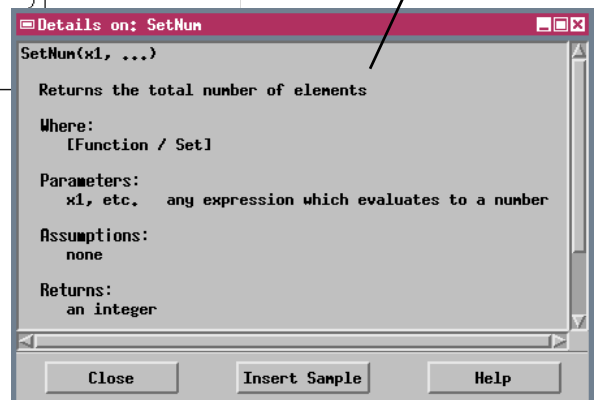 Details on: SetNum
SetNum(x1, ...)
Returns the total number of elements
Where:
[Function / Set]
Parameters:
x1, etc. any expression which evaluates to a number
Assumptions:
none
Returns:
an integer
Close Insert Sample Help